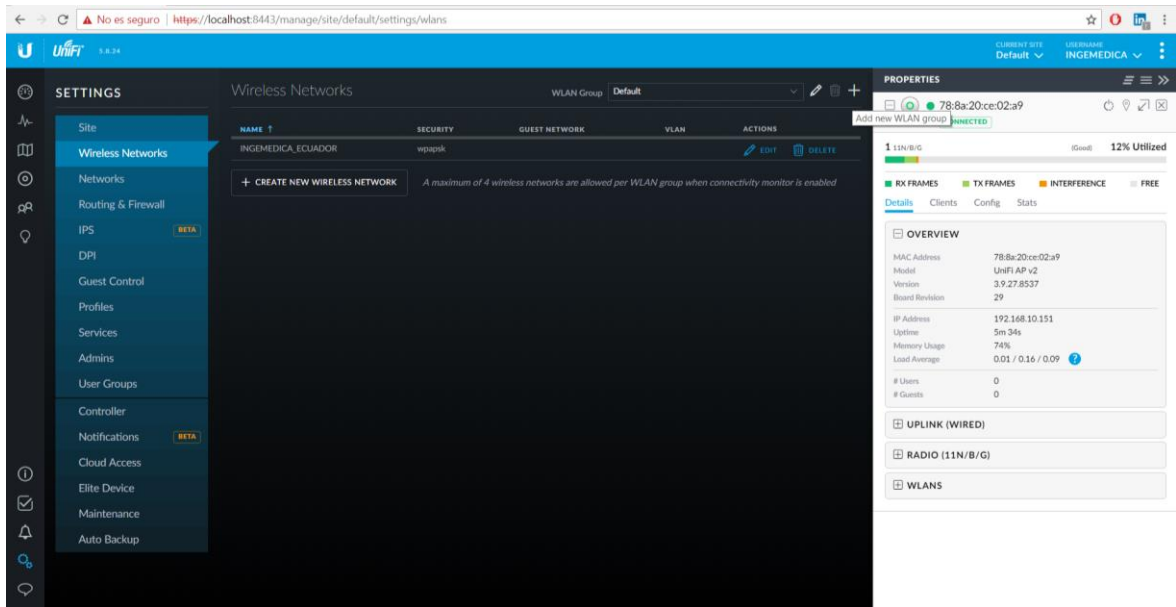 No es seguro | https://localhost:8443/manage/site/default/settings/wlans
UniFi 5.8.24
CURRENT SITE
Default
USERNAME
INGEMEDICA
SETTINGS
Site
Wireless Networks
Networks
Routing & Firewall
IPS BETA
DPI
Guest Control
Profiles
Services
Admins
User Groups
Controller
Notifications BETA
Cloud Access
Elite Device
Maintenance
Auto Backup
Wireless Networks
WLAN Group Default
NAME ↑ SECURITY GUEST NETWORK VLAN ACTIONS
INGEMEDICA_ECUADOR wpapsk EDIT DELETE
+ CREATE NEW WIRELESS NETWORK A maximum of 4 wireless networks are allowed per WLAN group when connectivity monitor is enabled
PROPERTIES
78:8a:20:ce:02:a9
Add new WLAN group
NNECTED
1 11N/B/G (Good) 12% Utilized
RX FRAMES TX FRAMES INTERFERENCE FREE
Details Clients Config Stats
OVERVIEW
MAC Address 78:8a:20:ce:02:a9
Model UniFi AP v2
Version 3.9.27.8537
Board Revision 29
IP Address 192.168.10.151
Uptime 5m 34s
Memory Usage 74%
Load Average 0.01 / 0.16 / 0.09 ?
# Users 0
# Guests 0
UPLINK (WIRED)
RADIO (11N/B/G)
WLANS